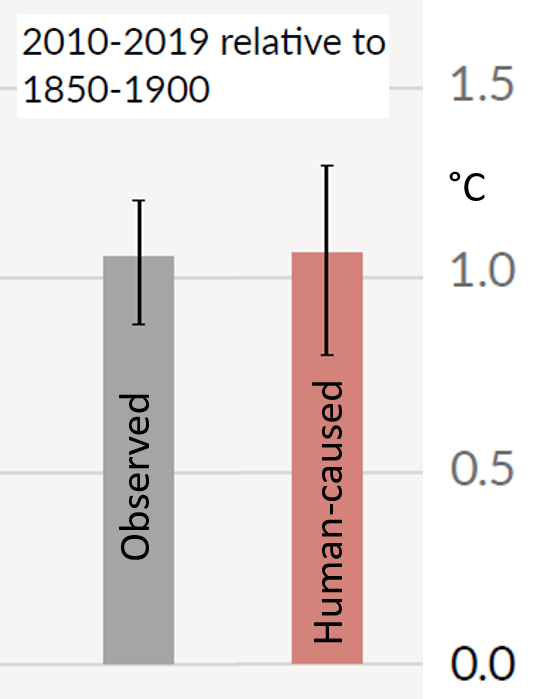 2010-2019 relative to
1850-1900
1.5
°C
1.0
Observed
Human-caused
0.5
0.0